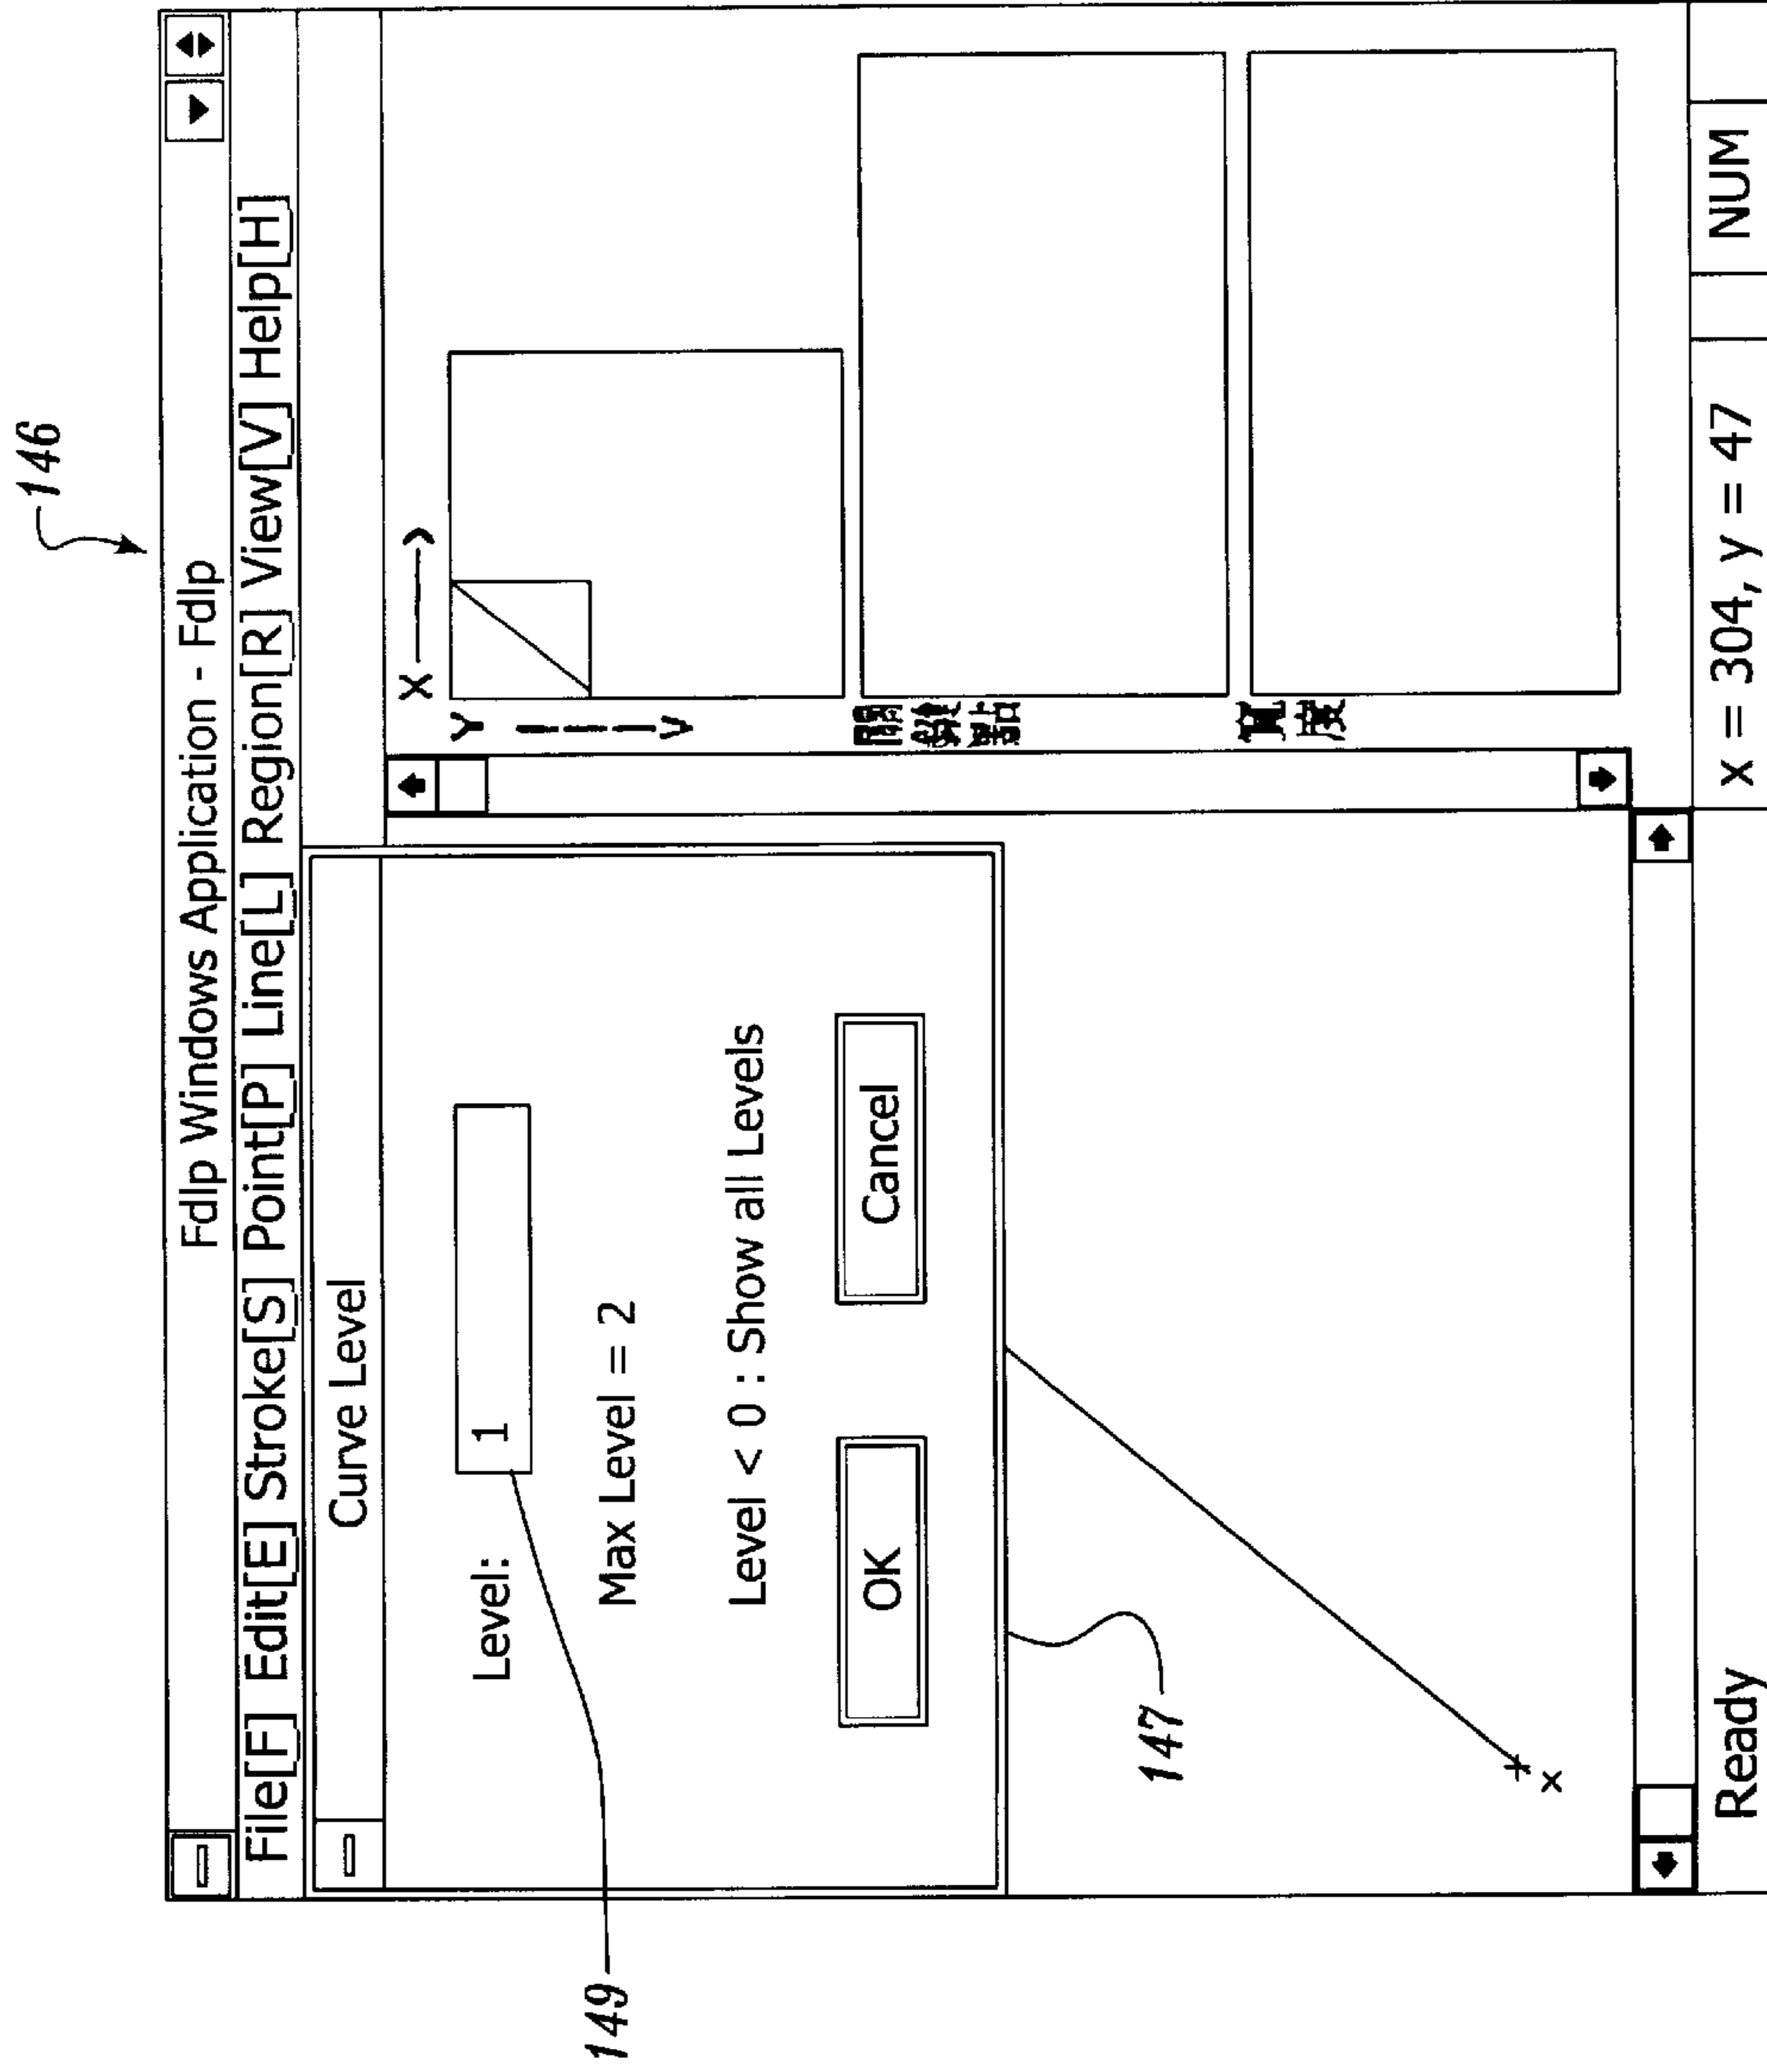 146
Fdlp Windows Application - Fdlp
File[F] Edit[E] Stroke[S] Point[P] Line[L] Region[R] View[V] Help[H]
Curve Level
Level: 1
Max Level = 2
Level < 0 : Show all Levels
OK Cancel
149
147
X
Y
x
Ready
x = 304, y = 47
NUM